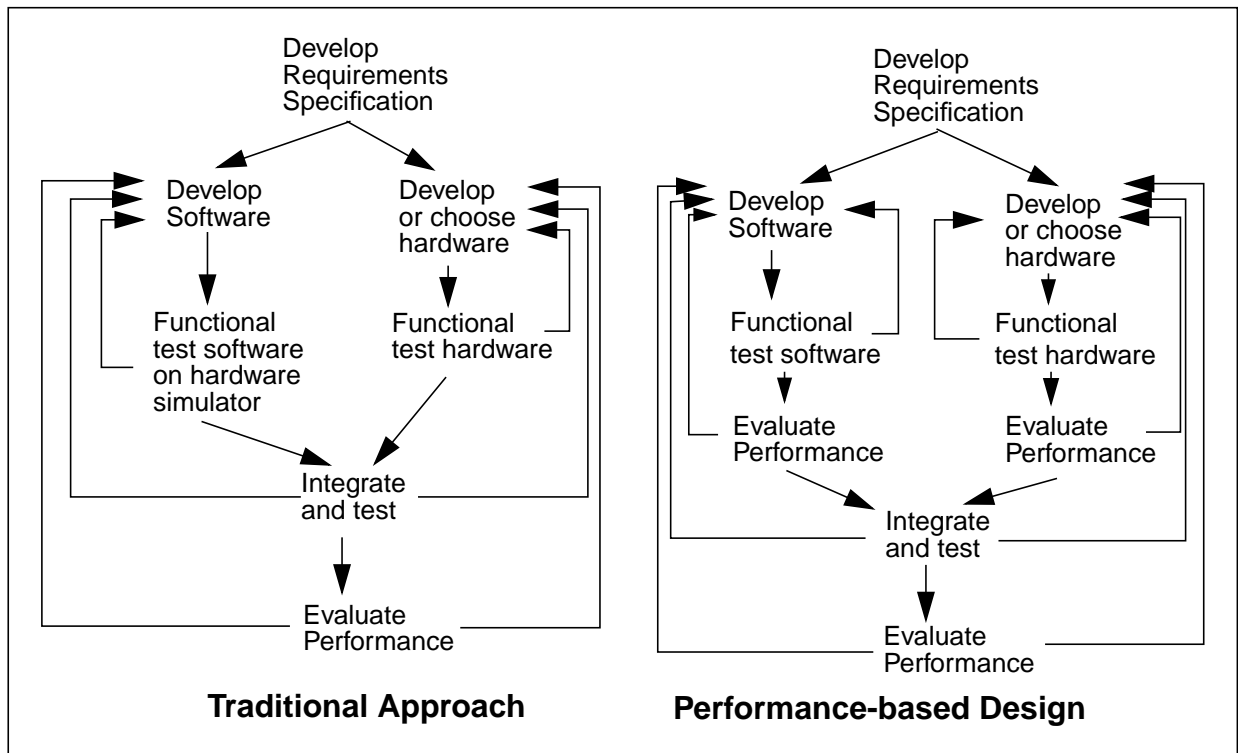 Develop
Requirements
Specification
Develop
Software
Develop
or choose
hardware
Functional
test software
on hardware
simulator
Functional
test hardware
Integrate
and test
Evaluate
Performance
Traditional Approach
Develop
Requirements
Specification
Develop
Software
Develop
or choose
hardware
Functional
test software
Functional
test hardware
Evaluate
Performance
Evaluate
Performance
Integrate
and test
Evaluate
Performance
Performance-based Design